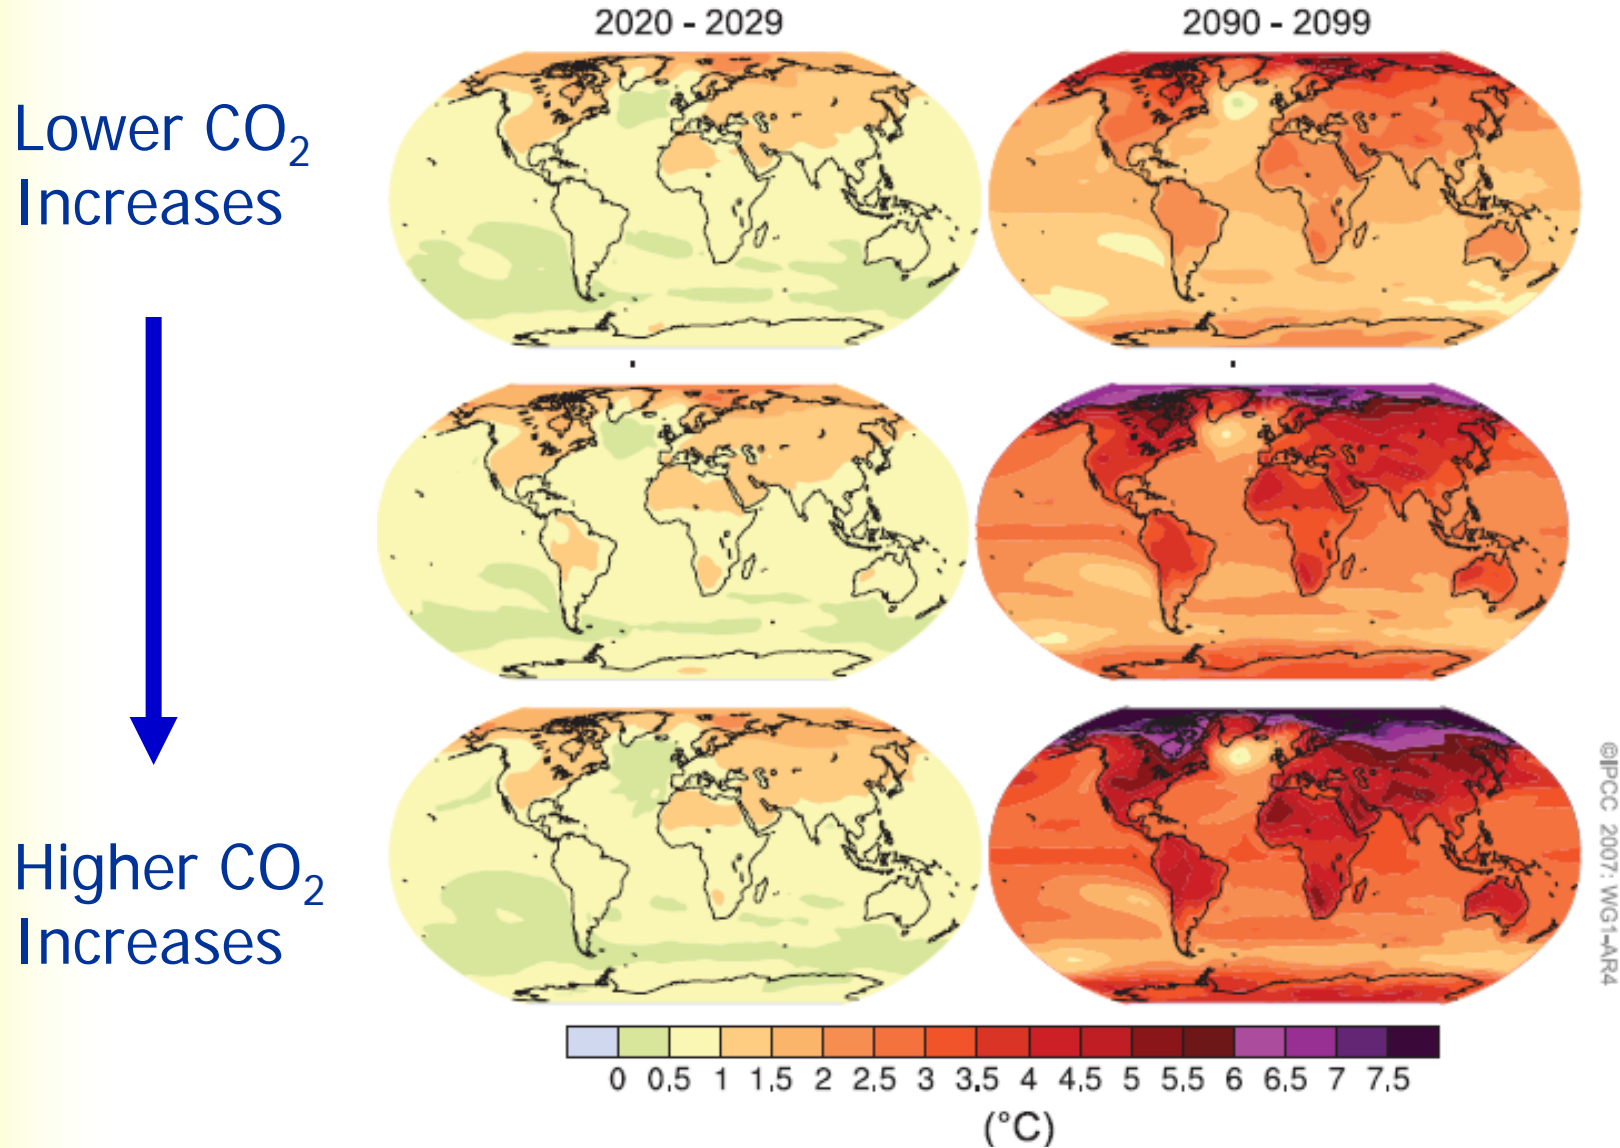 2020 - 2029
2090 - 2099
Lower CO₂
Increases
Higher CO₂
Increases
0 0,5 1 1,5 2 2,5 3 3,5 4 4,5 5 5,5 6 6,5 7 7,5
(°C)
©IPCC 2007: WG1-AR4